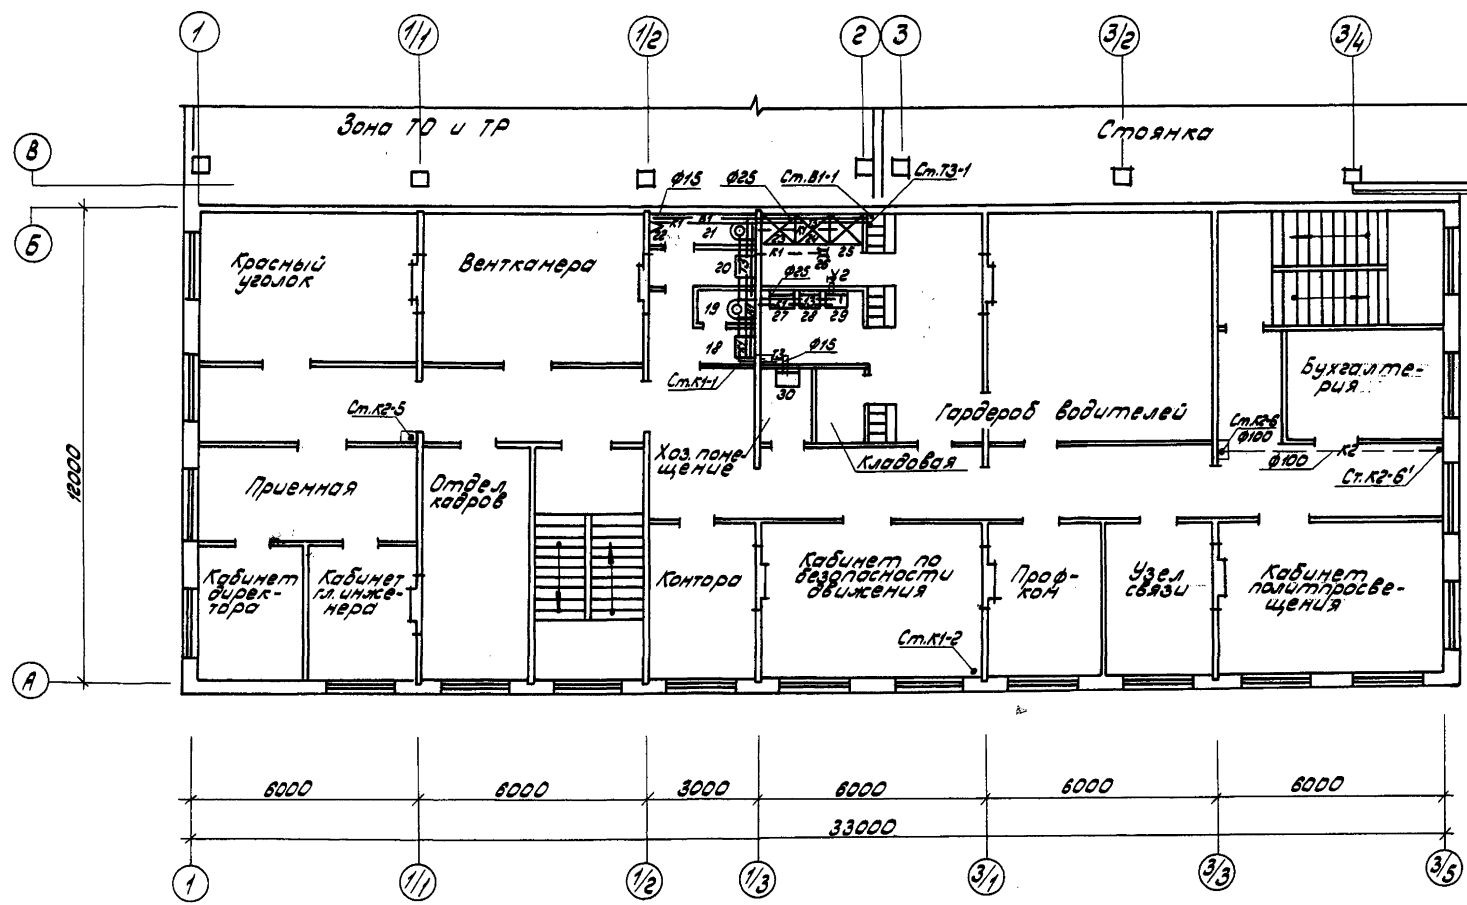 1
1/1
1/2
2
3
3/2
3/4
Зона ТО и ТР
Стоянка
В
Б
А
ф15
ф25
Ст.В1-1
Ст.Т3-1
К1
В1
22
21
25
К1
26
20
ф25
У2
19
27
28
29
18
Т3
ф15
Ст.К1-1
30
Красный
уголок
Венткамера
Бухгалте-
рия
Ст.К2-5
Гардероб водителей
Ст.К2-6
ф100
ф100
К2
Ст.К2-6'
Хоз. поме-
щение
Кладовая
12000
Приемная
Отдел
кадров
Кабинет
дирек-
тора
Кабинет
гл. инже-
нера
Контора
Кабинет по
безопасности
движения
Проф-
ком
Узел
связи
Кабинет
политпросве-
щения
Ст.К1-2
6000
6000
3000
6000
6000
6000
33000
1
1/1
1/2
1/3
3/1
3/3
3/5